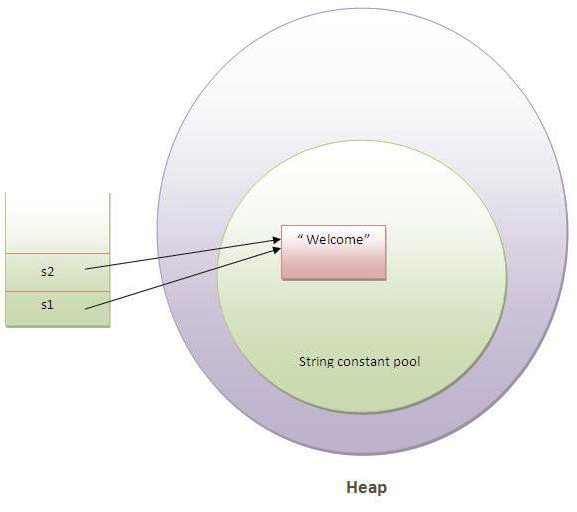 “ Welcome”
s2
s1
String constant pool
Heap